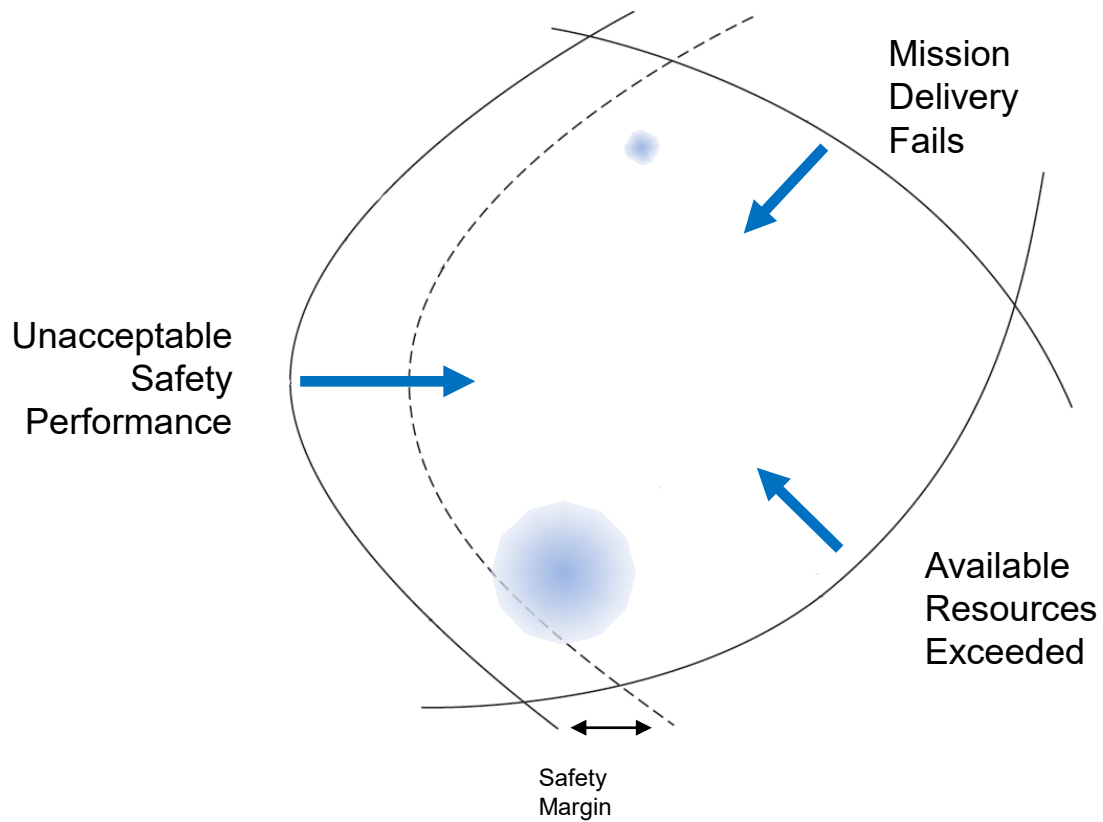 Mission
Delivery
Fails
Unacceptable
Safety
Performance
Available
Resources
Exceeded
Safety
Margin